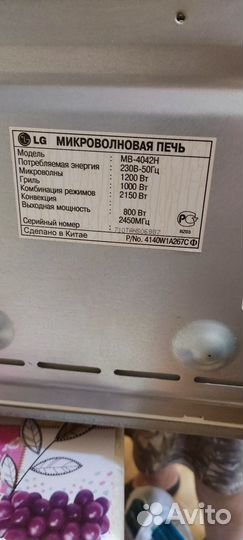 LG МИКРОВОЛНОВАЯ ПЕЧЬ
Модель : MB-4042H
Потребляемая энергия : 230В-50Гц
Микроволны : 1200 Вт
Гриль : 1000 Вт
Комбинация режимов : 2150 Вт
Конвекция
Выходная мощность : 800 Вт
2450МГц
Серийный номер :
Сделано в Китае P/No. 4140W1A267C
Avito